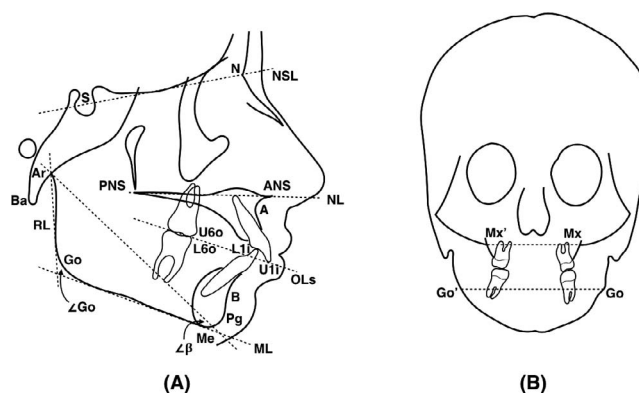 N
NSL
S
Ar
PNS
ANS
NL
Ba
A
RL
U6o
L6o
L1i
U1i
OLs
Go
∠Go
B
Pg
∠β
Me
ML
(A)
Mx' Mx
Go' Go
(B)